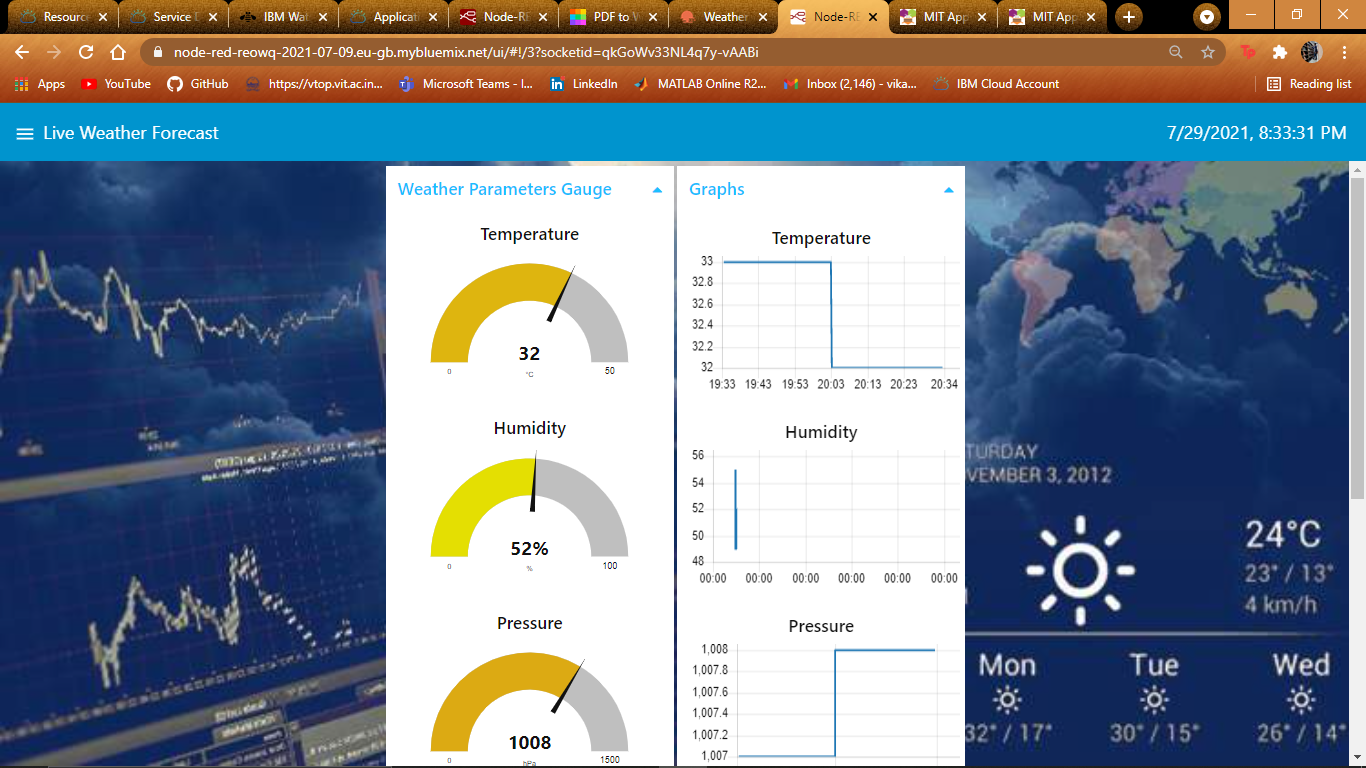 Resource
Service D
IBM Wat
Applicati
Node-RE
PDF to W
Weather
Node-RE
MIT App
MIT App
node-red-reowq-2021-07-09.eu-gb.mybluemix.net/ui/#!/3?socketid=qkGoWv33NL4q7y-vAABi
Apps
YouTube
GitHub
https://vtop.vit.ac.in...
Microsoft Teams - I...
LinkedIn
MATLAB Online R2...
Inbox (2,146) - vika...
IBM Cloud Account
Reading list
Live Weather Forecast
7/29/2021, 8:33:31 PM
Weather Parameters Gauge
Temperature
32
0 °C 50
Humidity
52%
0 % 100
Pressure
1008
0 hPa 1500
Graphs
Temperature
33
32.8
32.6
32.4
32.2
32
19:33 19:43 19:53 20:03 20:13 20:23 20:34
Humidity
56
54
52
50
48
00:00 00:00 00:00 00:00 00:00 00:00
Pressure
1,008
1,007.8
1,007.6
1,007.4
1,007.2
1,007
TURDAY
VEMBER 3, 2012
24°C
23° / 13°
4 km/h
Mon Tue Wed
32° / 17° 30° / 15° 26° / 14°